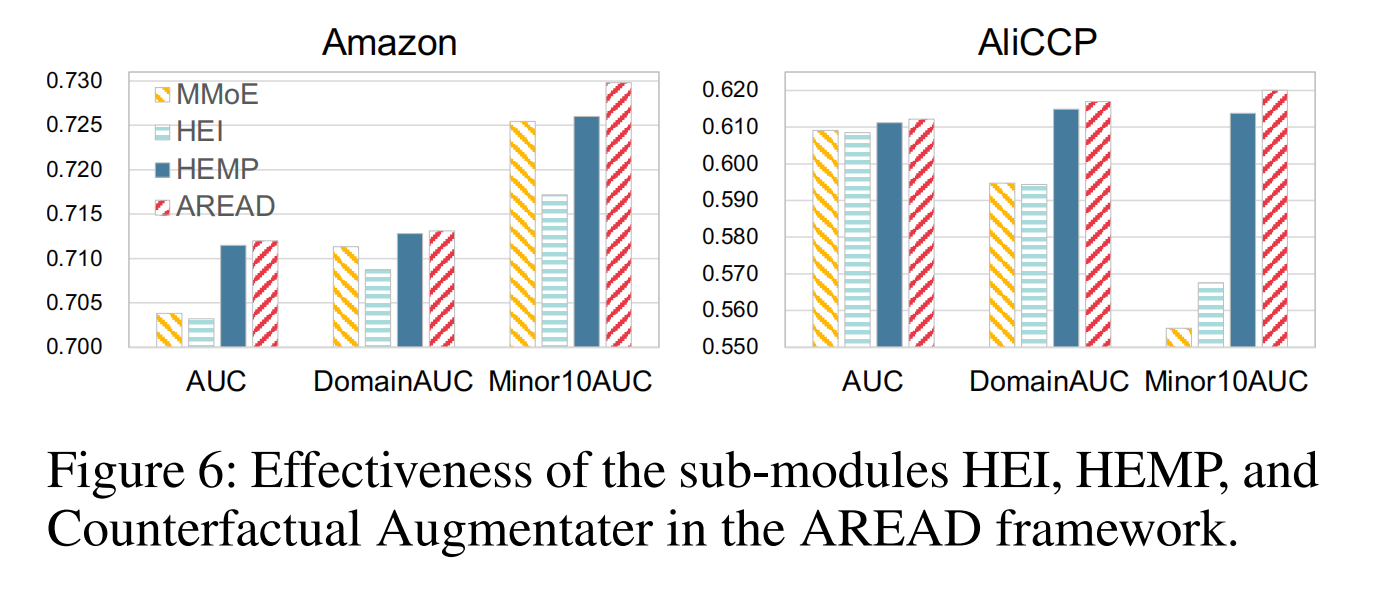 Amazon
0.730
0.725
0.720
0.715
0.710
0.705
0.700
MMoE
HEI
HEMP
AREAD
AUC DomainAUC Minor10AUC
AliCCP
0.620
0.610
0.600
0.590
0.580
0.570
0.560
0.550
AUC DomainAUC Minor10AUC
Figure 6: Effectiveness of the sub-modules HEI, HEMP, and
Counterfactual Augmentater in the AREAD framework.